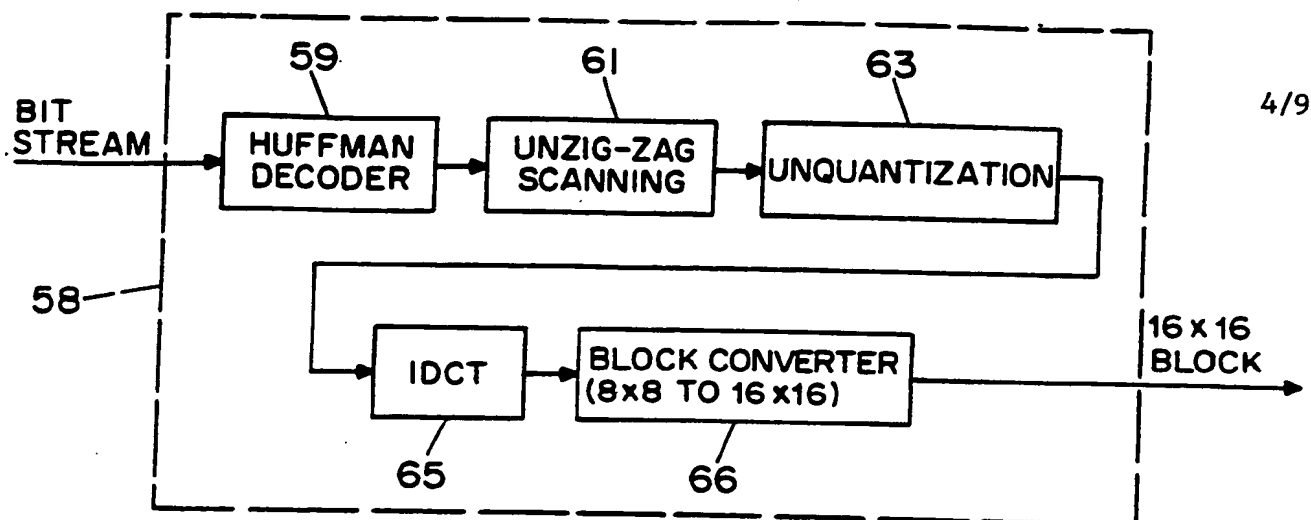 59
61
63
4/9
BIT
STREAM
HUFFMAN
DECODER
UNZIG-ZAG
SCANNING
UNQUANTIZATION
58
IDCT
BLOCK CONVERTER
(8x8 TO 16x16)
16 x 16
BLOCK
65
66